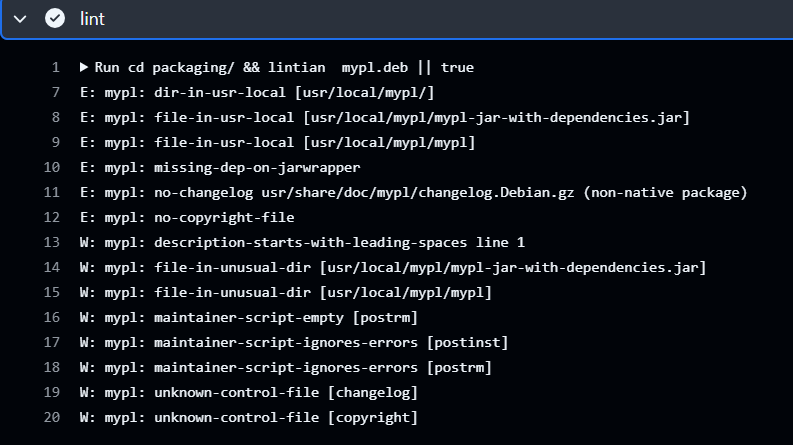 lint
1 Run cd packaging/ && lintian  mypl.deb || true
7 E: mypl: dir-in-usr-local [usr/local/mypl/]
8 E: mypl: file-in-usr-local [usr/local/mypl/mypl-jar-with-dependencies.jar]
9 E: mypl: file-in-usr-local [usr/local/mypl/mypl]
10 E: mypl: missing-dep-on-jarwrapper
11 E: mypl: no-changelog usr/share/doc/mypl/changelog.Debian.gz (non-native package)
12 E: mypl: no-copyright-file
13 W: mypl: description-starts-with-leading-spaces line 1
14 W: mypl: file-in-unusual-dir [usr/local/mypl/mypl-jar-with-dependencies.jar]
15 W: mypl: file-in-unusual-dir [usr/local/mypl/mypl]
16 W: mypl: maintainer-script-empty [postrm]
17 W: mypl: maintainer-script-ignores-errors [postinst]
18 W: mypl: maintainer-script-ignores-errors [postrm]
19 W: mypl: unknown-control-file [changelog]
20 W: mypl: unknown-control-file [copyright]